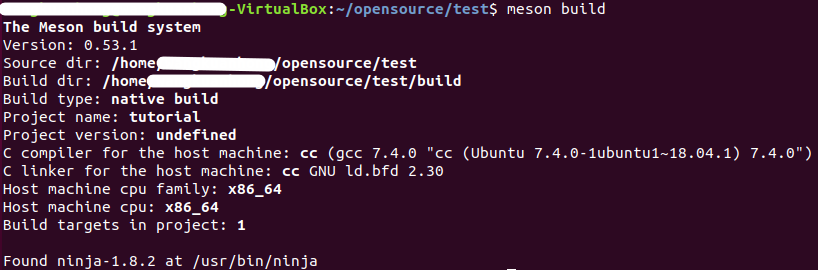 -VirtualBox:~/opensource/test$ meson build
The Meson build system
Version: 0.53.1
Source dir: /home/opensource/test
Build dir: /home/opensource/test/build
Build type: native build
Project name: tutorial
Project version: undefined
C compiler for the host machine: cc (gcc 7.4.0 "cc (Ubuntu 7.4.0-1ubuntu1~18.04.1) 7.4.0")
C linker for the host machine: cc GNU ld.bfd 2.30
Host machine cpu family: x86_64
Host machine cpu: x86_64
Build targets in project: 1
Found ninja-1.8.2 at /usr/bin/ninja